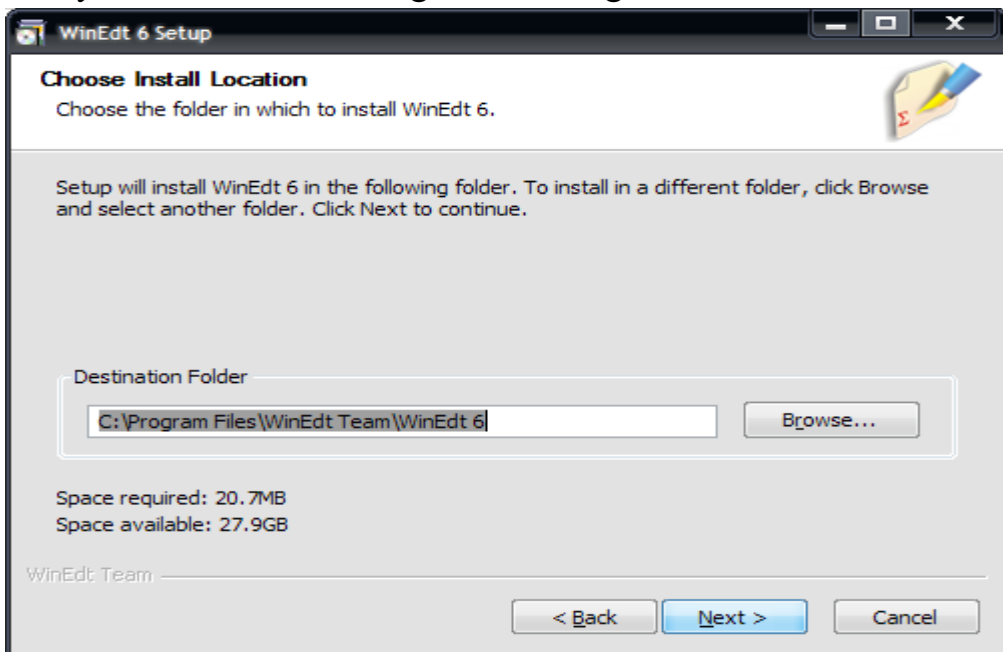 WinEdt 6 Setup
Choose Install Location
Choose the folder in which to install WinEdt 6.
Σ
Setup will install WinEdt 6 in the following folder. To install in a different folder, click Browse
and select another folder. Click Next to continue.
Destination Folder
C:\Program Files\WinEdt Team\WinEdt 6
Browse...
Space required: 20.7MB
Space available: 27.9GB
WinEdt Team
< Back Next > Cancel